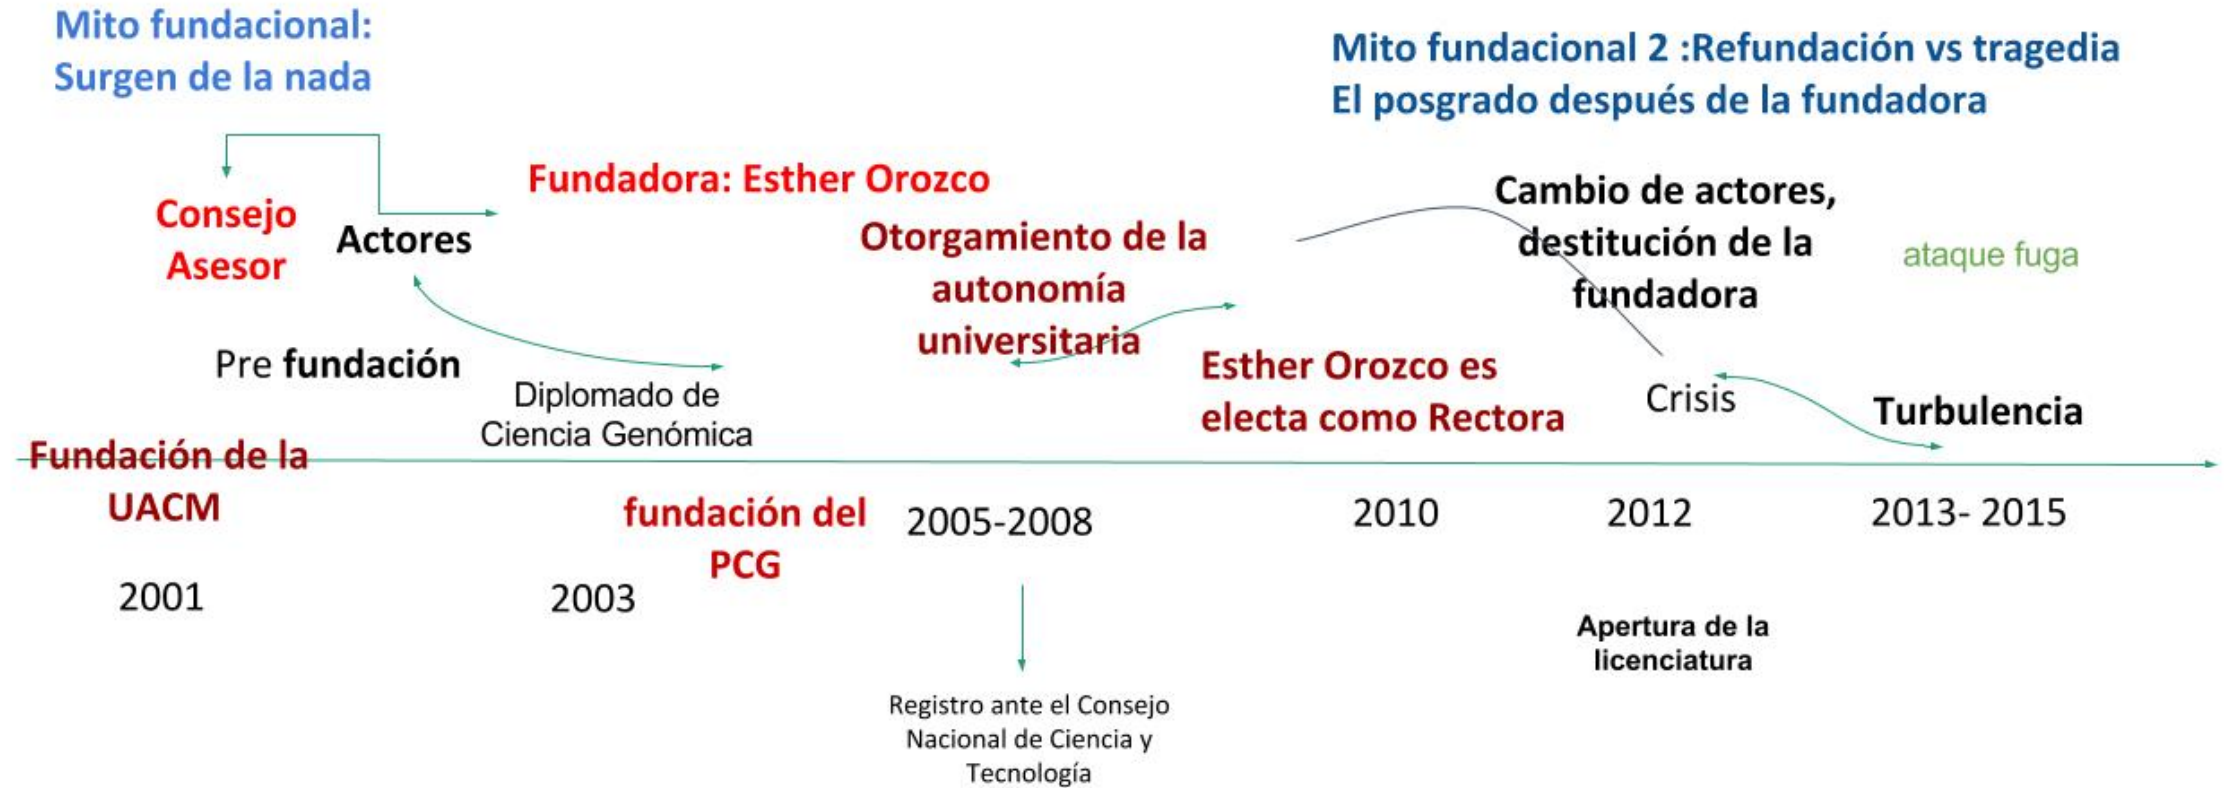 Mito fundacional:
Surgen de la nada
Mito fundacional 2 :Refundación vs tragedia
El posgrado después de la fundadora
Fundadora: Esther Orozco
Consejo
Asesor
Actores
Otorgamiento de la
autonomía
universitaria
Cambio de actores,
destitución de la
fundadora
ataque fuga
Pre fundación
Diplomado de
Ciencia Genómica
Esther Orozco es
electa como Rectora
Crisis
Turbulencia
Fundación de la
UACM
fundación del
PCG
2005-2008
2010
2012
2013- 2015
2001
2003
Apertura de la
licenciatura
Registro ante el Consejo
Nacional de Ciencia y
Tecnología